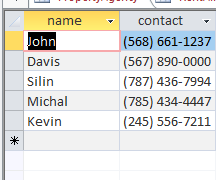 name contact
John (568) 661-1237
Davis (567) 890-0000
Silin (787) 436-7994
Michal (785) 434-4447
Kevin (245) 556-7211